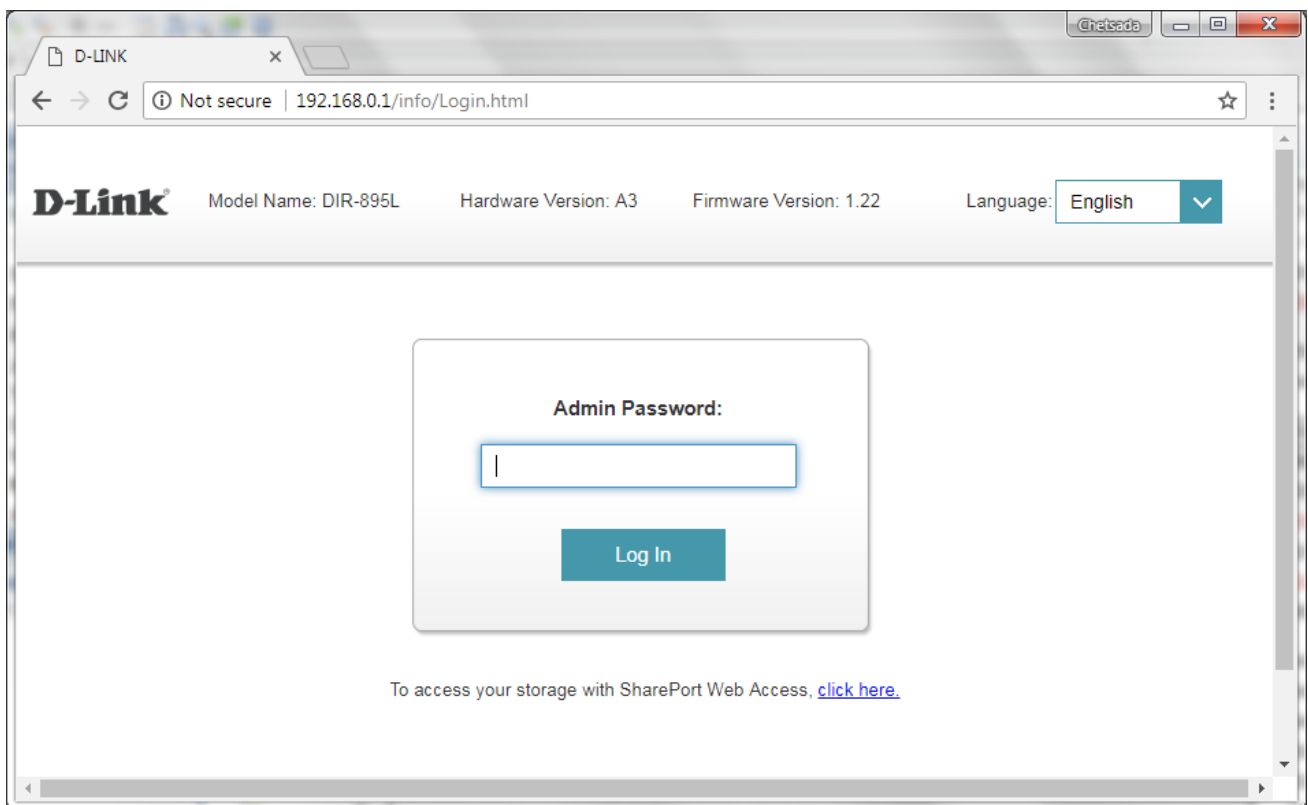 Chetsada
D-LINK
Not secure | 192.168.0.1/info/Login.html
D-Link® Model Name: DIR-895L Hardware Version: A3 Firmware Version: 1.22 Language: English
Admin Password:
Log In
To access your storage with SharePort Web Access, click here.